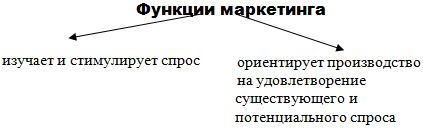 Функции маркетинга
изучает и стимулирует спрос
ориентирует производство
на удовлетворение
существующего и
потенциального спроса